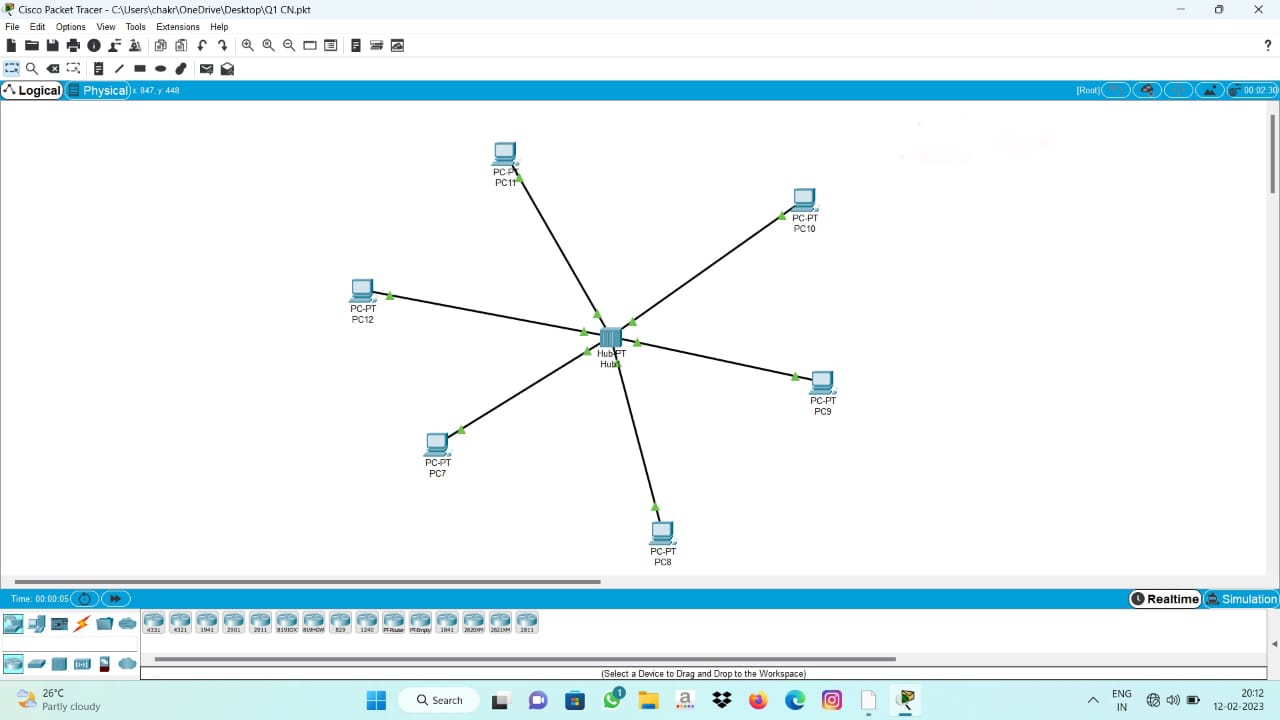 Cisco Packet Tracer - C:\Users\chakr\OneDrive\Desktop\Q1 CN.pkt
File Edit Options View Tools Extensions Help
?
Logical Physical x: 847, y: 448 [Root] 00:02:30
PC-PT
PC11
PC-PT
PC10
PC-PT
PC12
Hub-PT
Hub
PC-PT
PC9
PC-PT
PC7
PC-PT
PC8
Time: 00:00:05 Realtime Simulation
4331 4321 1941 2901 2911 819IOX 819HGW 829 1240 PT-Router PT-Empty 1841 2620XM 2621XM 2811
(Select a Device to Drag and Drop to the Workspace)
26°C
Partly cloudy
Search
1
a
ENG
IN
20:12
12-02-2023